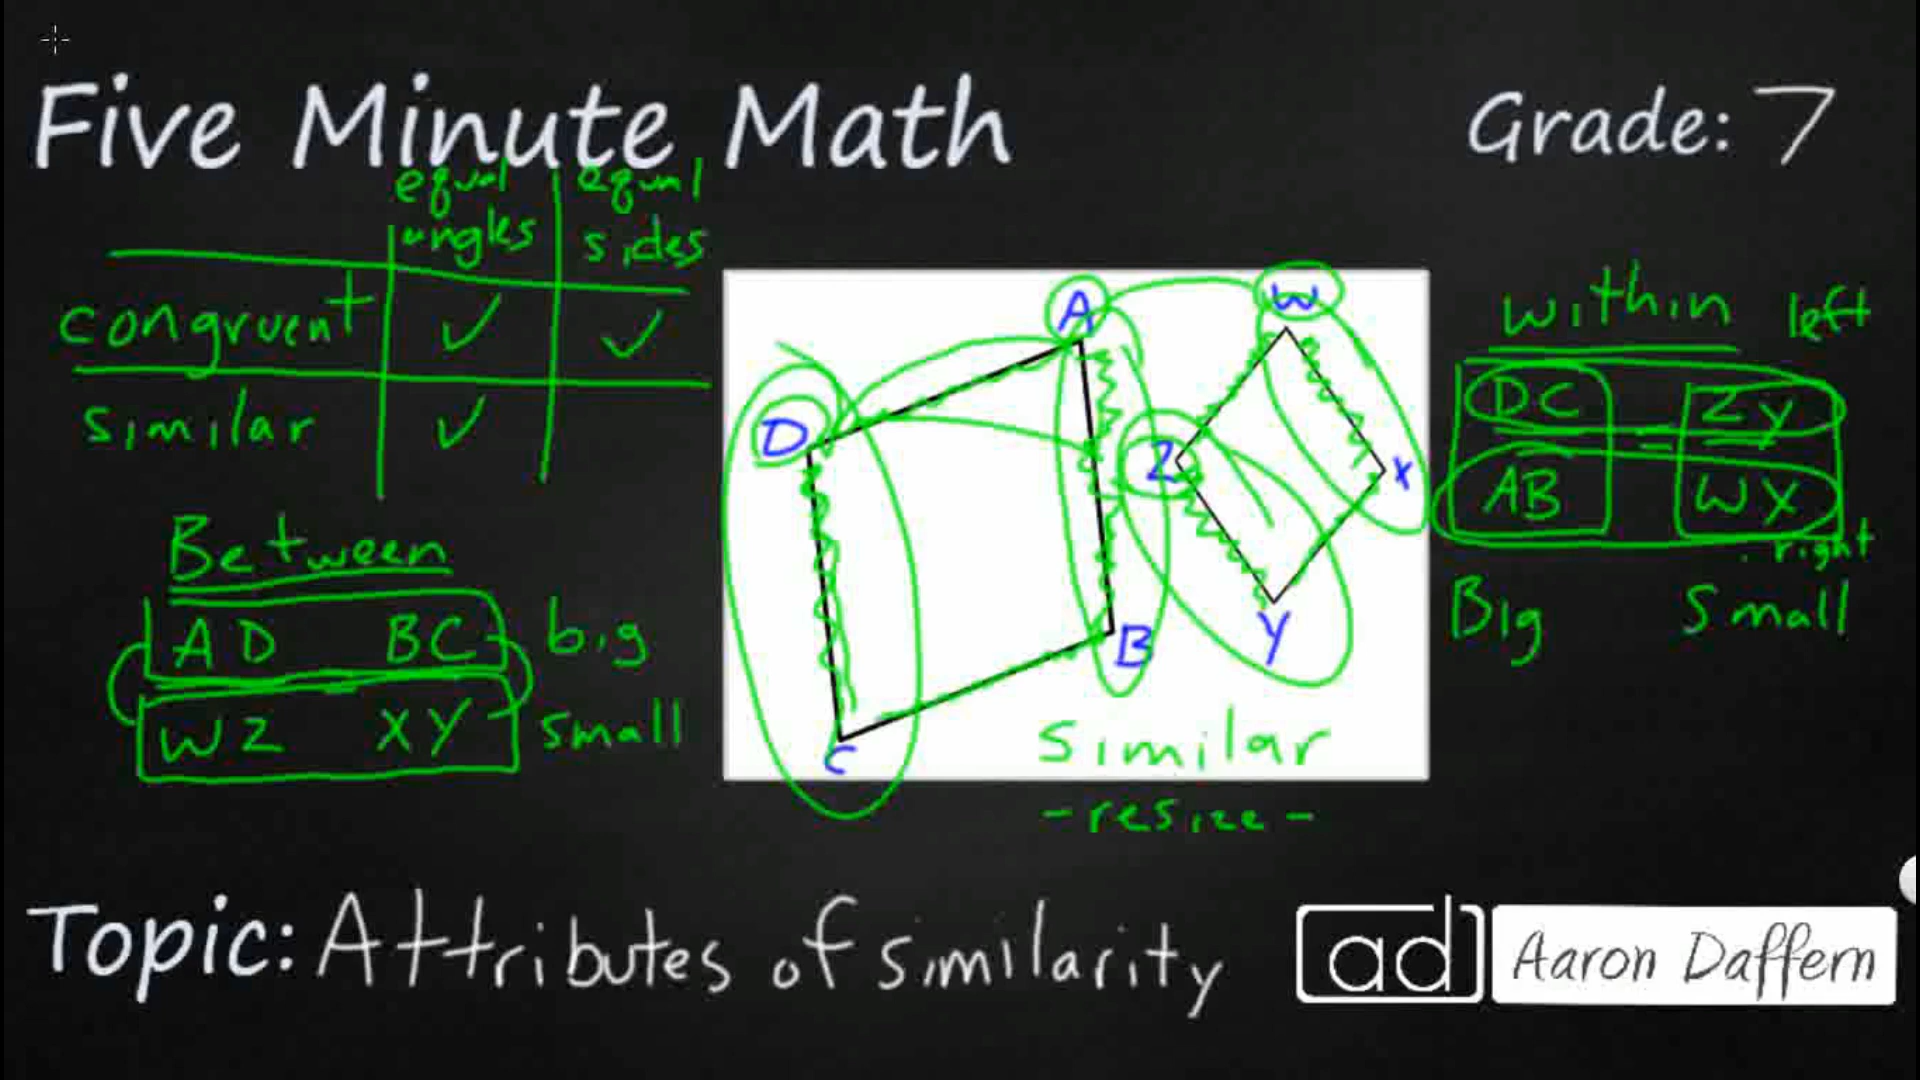 Five Minute Math
Grade: 7
equal angles
equal sides
congruent ✓ ✓
similar ✓
Between
AD BC big
WZ XY small
A
W
D
Z
X
B
Y
C
Similar
-resize-
within left
DC = ZY
AB WX
right
Big Small
Topic: Attributes of similarity
ad Aaron Daffern